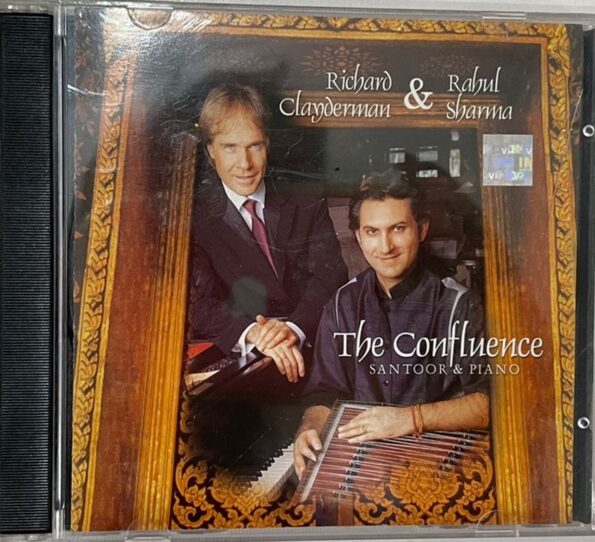 Richard
Clayderman
&
Rahul
Sharma
The Confluence
SANTOOR & PIANO